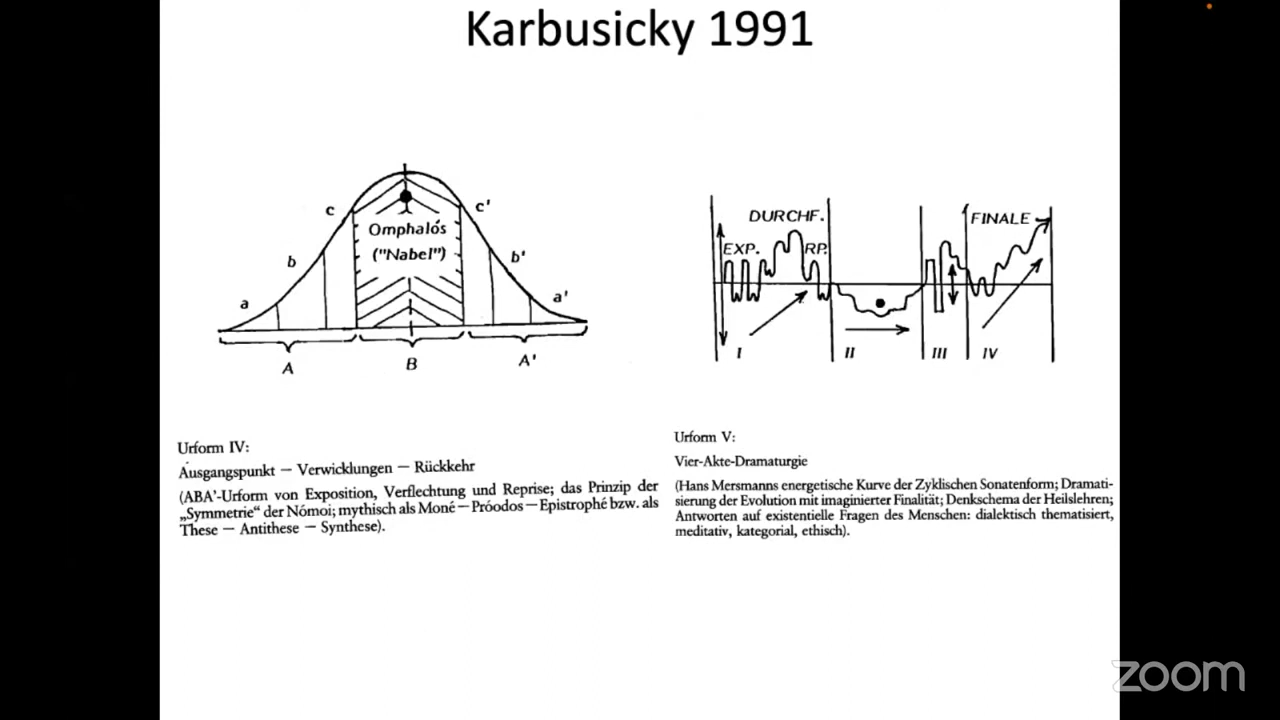 Karbusicky 1991
c
c'
Omphalós
("Nabel")
b
b'
a
a'
A
B
A'
DURCHF.
FINALE
EXP.
RP.
I
II
III
IV
Urform IV:
Ausgangspunkt — Verwicklungen — Rückkehr
(ABA'-Urform von Exposition, Verflechtung und Reprise; das Prinzip der
„Symmetrie“ der Nómoi; mythisch als Moné — Próodos — Epistrophé bzw. als
These — Antithese — Synthese).
Urform V:
Vier-Akte-Dramaturgie
(Hans Mersmanns energetische Kurve der Zyklischen Sonatenform; Dramati-
sierung der Evolution mit imaginierter Finalität; Denkschema der Heilslehren;
Antworten auf existentielle Fragen des Menschen: dialektisch thematisiert,
meditativ, kategorial, ethisch).
zoom